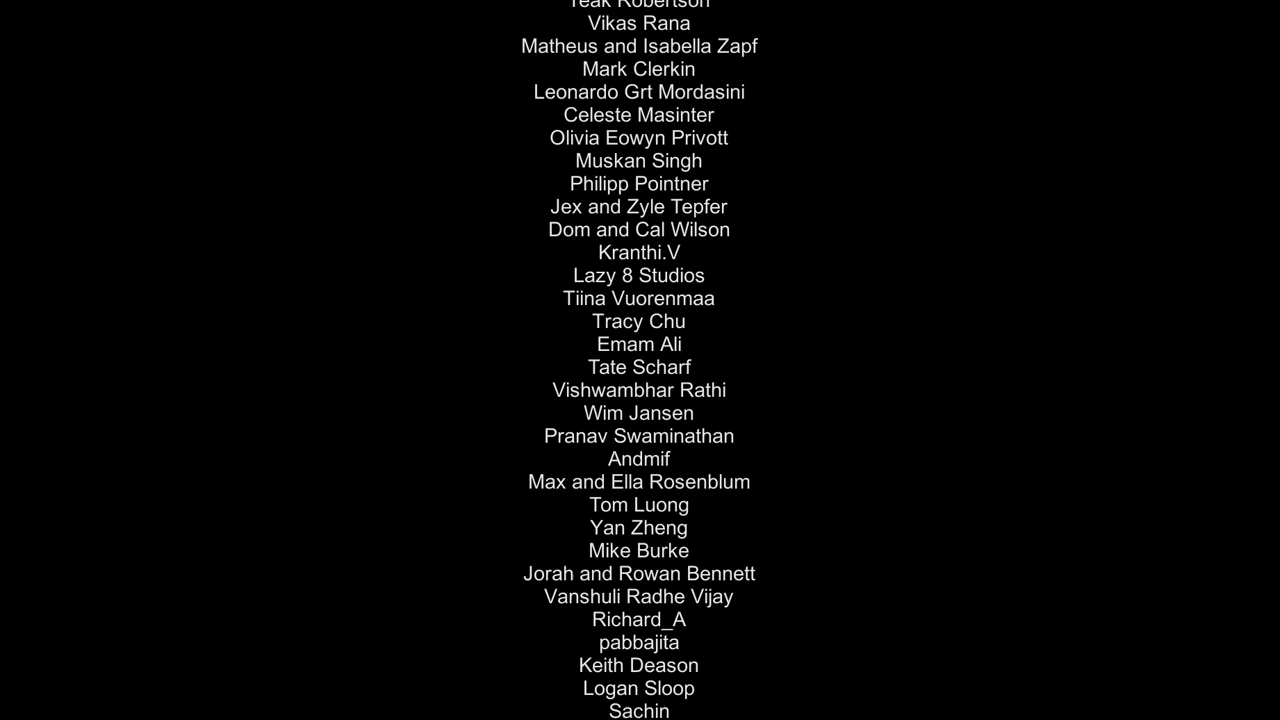 Teak Robertson
Vikas Rana
Matheus and Isabella Zapf
Mark Clerkin
Leonardo Grt Mordasini
Celeste Masinter
Olivia Eowyn Privott
Muskan Singh
Philipp Pointner
Jex and Zyle Tepfer
Dom and Cal Wilson
Kranthi.V
Lazy 8 Studios
Tiina Vuorenmaa
Tracy Chu
Emam Ali
Tate Scharf
Vishwambhar Rathi
Wim Jansen
Pranav Swaminathan
Andmif
Max and Ella Rosenblum
Tom Luong
Yan Zheng
Mike Burke
Jorah and Rowan Bennett
Vanshuli Radhe Vijay
Richard_A
pabbajita
Keith Deason
Logan Sloop
Sachin